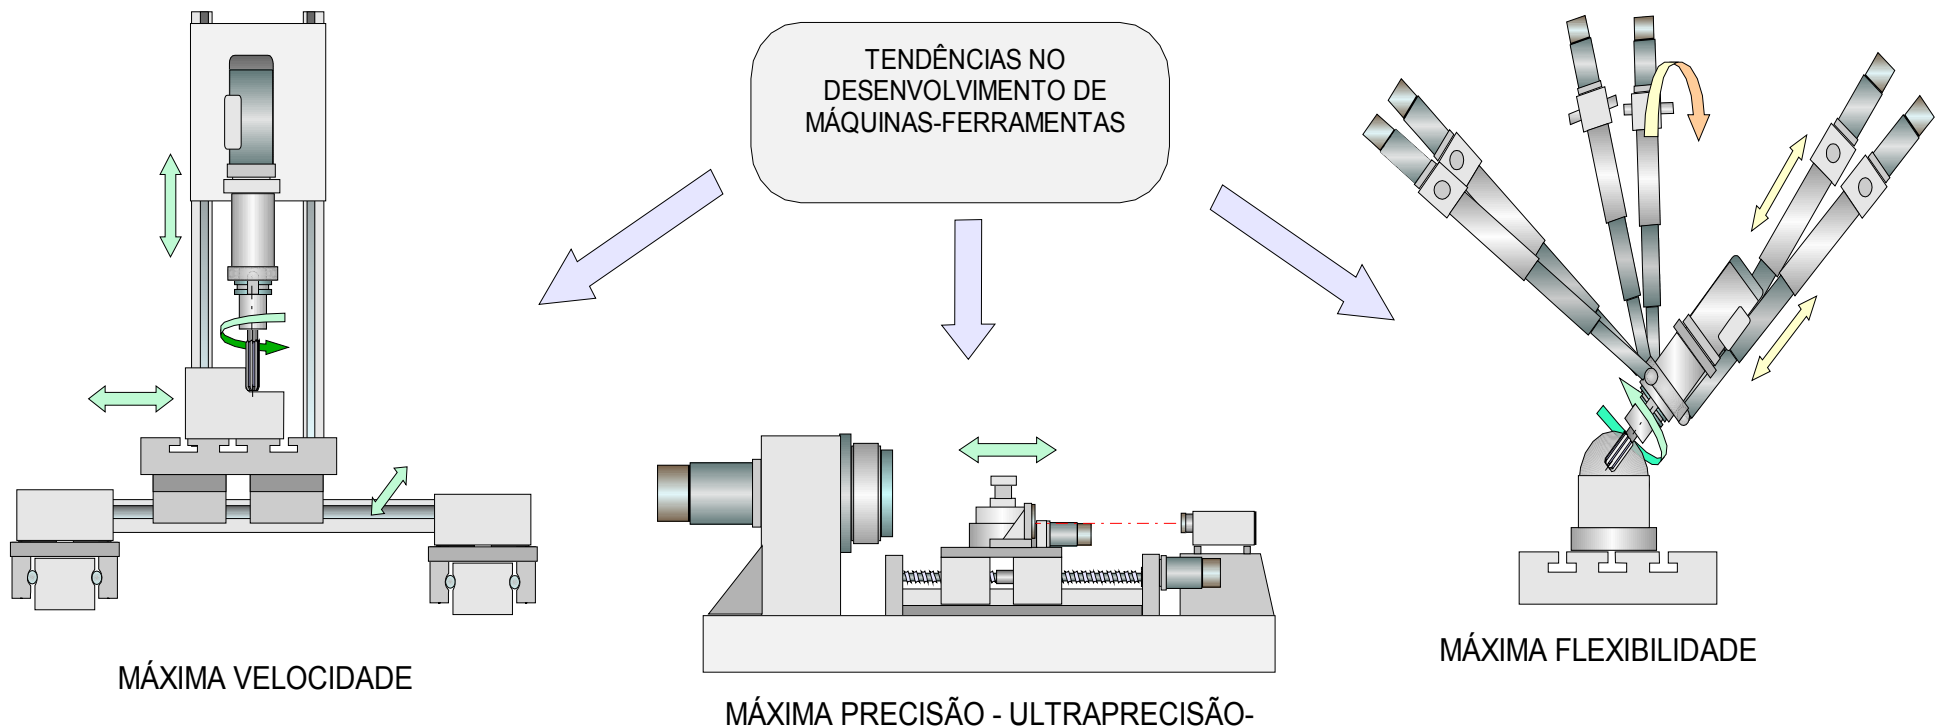 TENDÊNCIAS NO
DESENVOLVIMENTO DE
MÁQUINAS-FERRAMENTAS
MÁXIMA VELOCIDADE
MÁXIMA PRECISÃO - ULTRAPRECISÃO-
MÁXIMA FLEXIBILIDADE